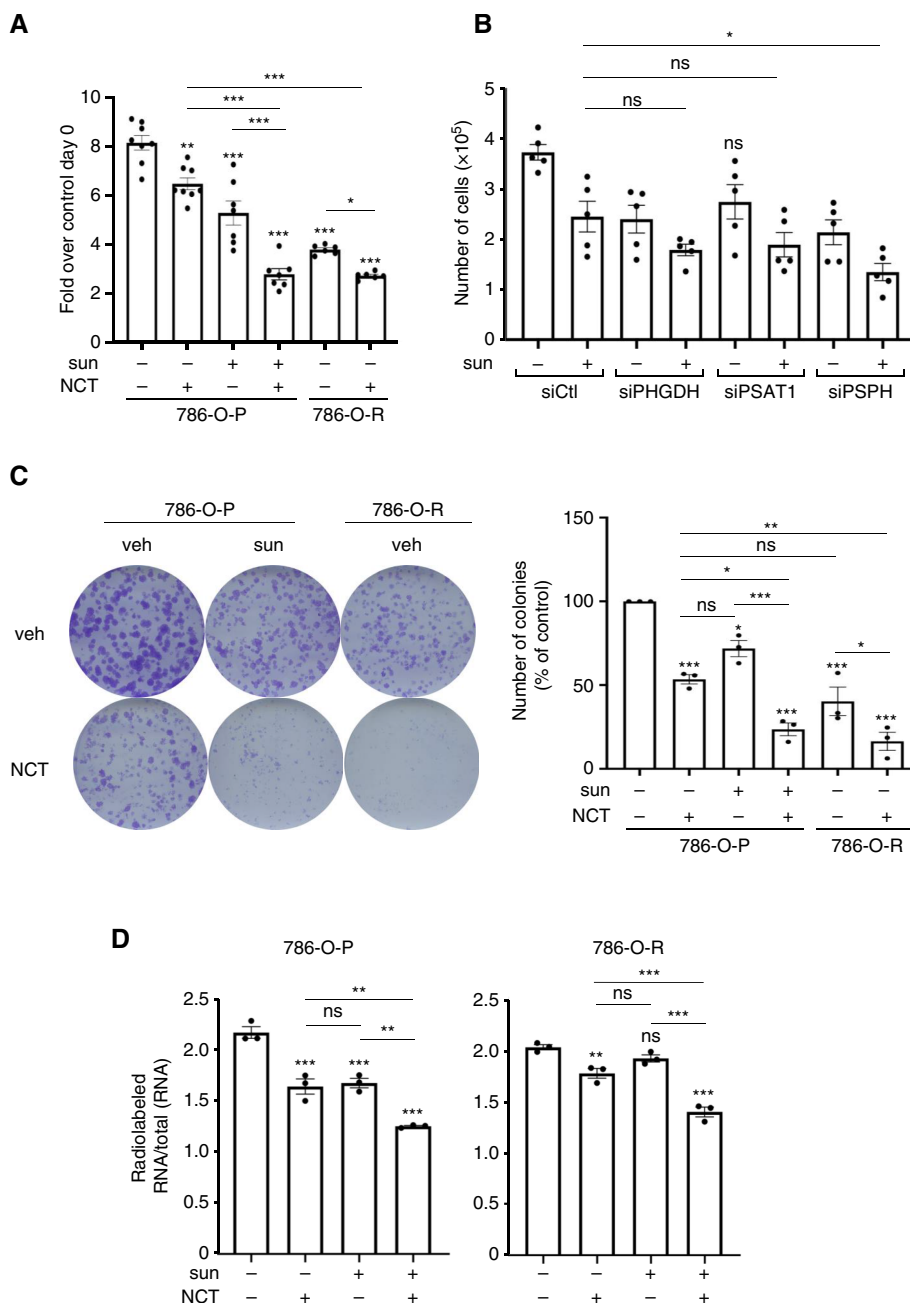 A
***
***
***
10
8
6
4
2
0
Fold over control day 0
**
***
***
***
*
***
sun – – + + – –
NCT – + – + – +
786-O-P 786-O-R
B
*
ns
ns
5
4
3
2
1
0
Number of cells (×10⁵)
ns
sun – + – + – + – +
siCtl siPHGDH siPSAT1 siPSPH
C
786-O-P 786-O-R
veh sun veh
veh
NCT
150
100
50
0
Number of colonies
(% of control)
**
ns
*
ns ***
*
***
***
***
*
***
sun – – + + – –
NCT – + – + – +
786-O-P 786-O-R
D
786-O-P
2.5
2.0
1.5
1.0
0.5
0
Radiolabeled
RNA/total (RNA)
**
ns
**
*** ***
***
sun – – + +
NCT – + – +
786-O-R
2.5
2.0
1.5
1.0
0.5
0
***
ns
***
**
ns
***
– – + +
– + – +